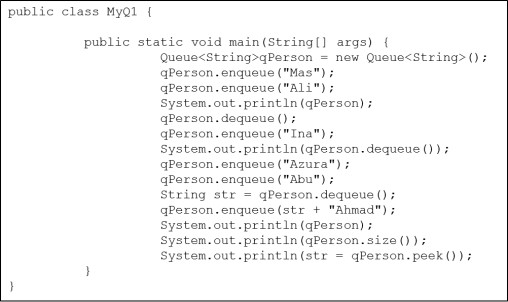 public class MyQ1 {
public static void main(String[] args) {
Queue<String>qPerson = new Queue<String>();
qPerson.enqueue("Mas");
qPerson.enqueue("Ali");
System.out.println(qPerson);
qPerson.dequeue();
qPerson.enqueue("Ina");
System.out.println(qPerson.dequeue());
qPerson.enqueue("Azura");
qPerson.enqueue("Abu");
String str = qPerson.dequeue();
qPerson.enqueue(str + "Ahmad");
System.out.println(qPerson);
System.out.println(qPerson.size());
System.out.println(str = qPerson.peek());
}
}